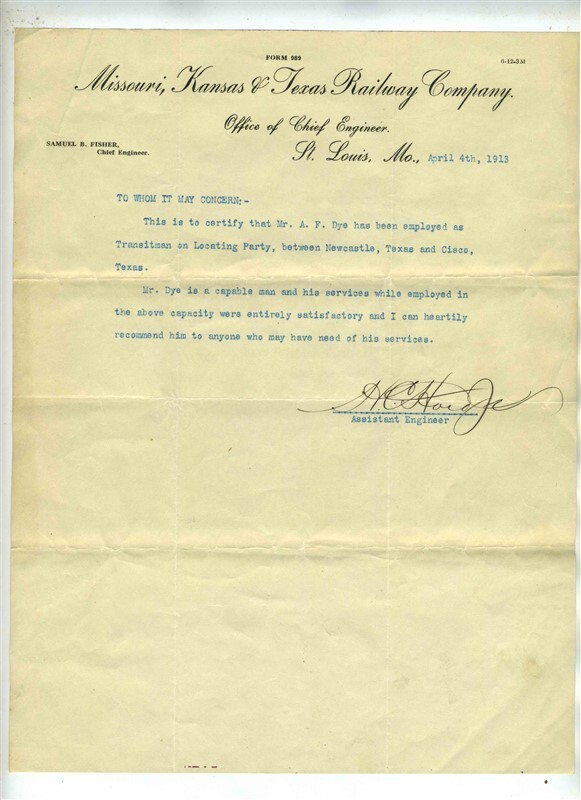 FORM 989
6-12-3M
Missouri, Kansas & Texas Railway Company.
Office of Chief Engineer.
SAMUEL B. FISHER,
Chief Engineer.
St. Louis, Mo., April 4th, 1913
TO WHOM IT MAY CONCERN:-
This is to certify that Mr. A. F. Dye has been employed as
Transitman on Locating Party, between Newcastle, Texas and Cisco,
Texas.
Mr. Dye is a capable man and his services while employed in
the above capacity were entirely satisfactory and I can heartily
recommend him to anyone who may have need of his services.
Assistant Engineer